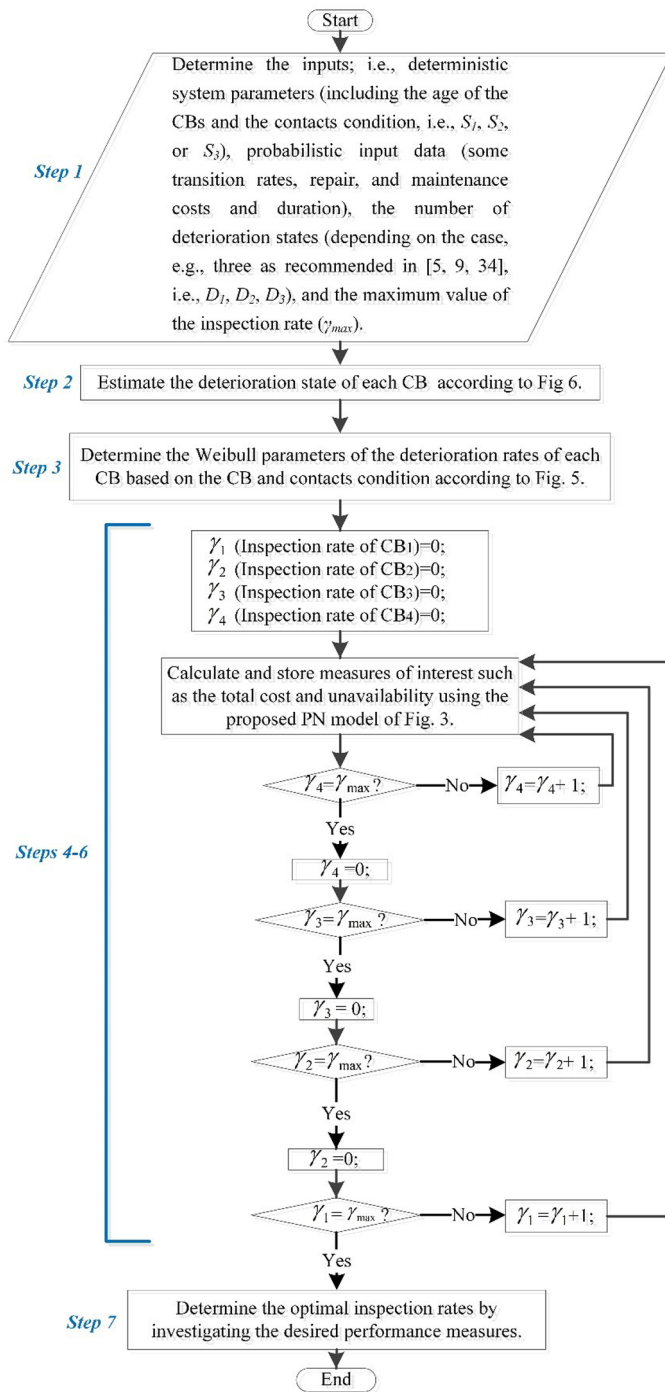 Start
Step 1
Determine the inputs; i.e., deterministic
system parameters (including the age of the
CBs and the contacts condition, i.e., S1, S2,
or S3), probabilistic input data (some
transition rates, repair, and maintenance
costs and duration), the number of
deterioration states (depending on the case,
e.g., three as recommended in [5, 9, 34],
i.e., D1, D2, D3), and the maximum value of
the inspection rate (γmax).
Step 2
Estimate the deterioration state of each CB according to Fig 6.
Step 3
Determine the Weibull parameters of the deterioration rates of each
CB based on the CB and contacts condition according to Fig. 5.
Steps 4-6
γ1 (Inspection rate of CB1)=0;
γ2 (Inspection rate of CB2)=0;
γ3 (Inspection rate of CB3)=0;
γ4 (Inspection rate of CB4)=0;
Calculate and store measures of interest such
as the total cost and unavailability using the
proposed PN model of Fig. 3.
γ4=γmax?
No
γ4=γ4+ 1;
Yes
γ4 =0;
γ3=γmax ?
No
γ3=γ3+ 1;
Yes
γ3 = 0;
γ2=γmax?
No
γ2=γ2+ 1;
Yes
γ2 =0;
γ1= γmax ?
No
γ1 =γ1+1;
Yes
Step 7
Determine the optimal inspection rates by
investigating the desired performance measures.
End